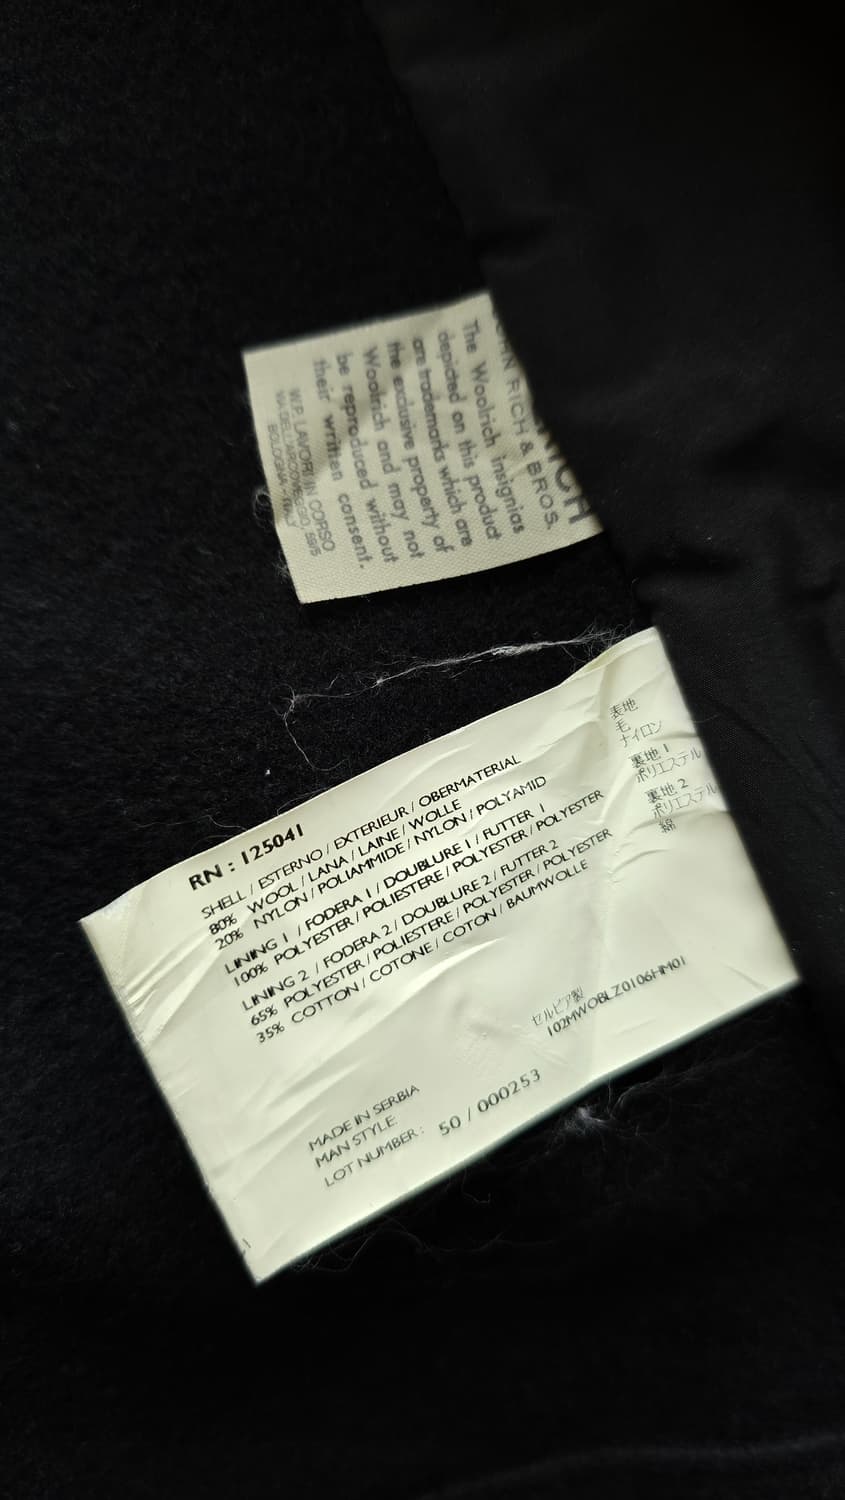 JOHN RICH & BROS.
The Woolrich insignias
depicted on this product
are trademarks which are
the exclusive property of
Woolrich and may not
be reproduced without
their written consent.
W.P. LAVORI IN CORSO
BOLOGNA - ITALY
RN : 125041
SHELL / ESTERNO / EXTERIEUR / OBERMATERIAL
80% WOOL / LANA / LAINE / WOLLE
20% NYLON / POLIAMMIDE / NYLON / POLYAMID
LINING 1 / FODERA 1 / DOUBLURE 1 / FUTTER 1
100% POLYESTER / POLIESTERE / POLYESTER / POLYESTER
LINING 2 / FODERA 2 / DOUBLURE 2 / FUTTER 2
65% POLYESTER / POLIESTERE / POLYESTER / POLYESTER
35% COTTON / COTONE / COTON / BAUMWOLLE
表地
毛
ナイロン
裏地 1
ポリエステル
裏地 2
ポリエステル
綿
セルビア製
102MWOBLZ0106HM01
MADE IN SERBIA
MAN STYLE:
LOT NUMBER : 50 / 000253